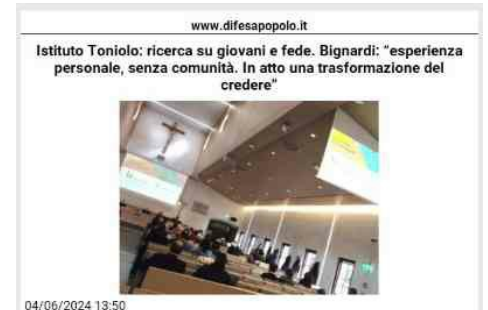 www.difesapopolo.it
Istituto Toniolo: ricerca su giovani e fede. Bignardi: “esperienza
personale, senza comunità. In atto una trasformazione del
credere”
04/06/2024 13:50